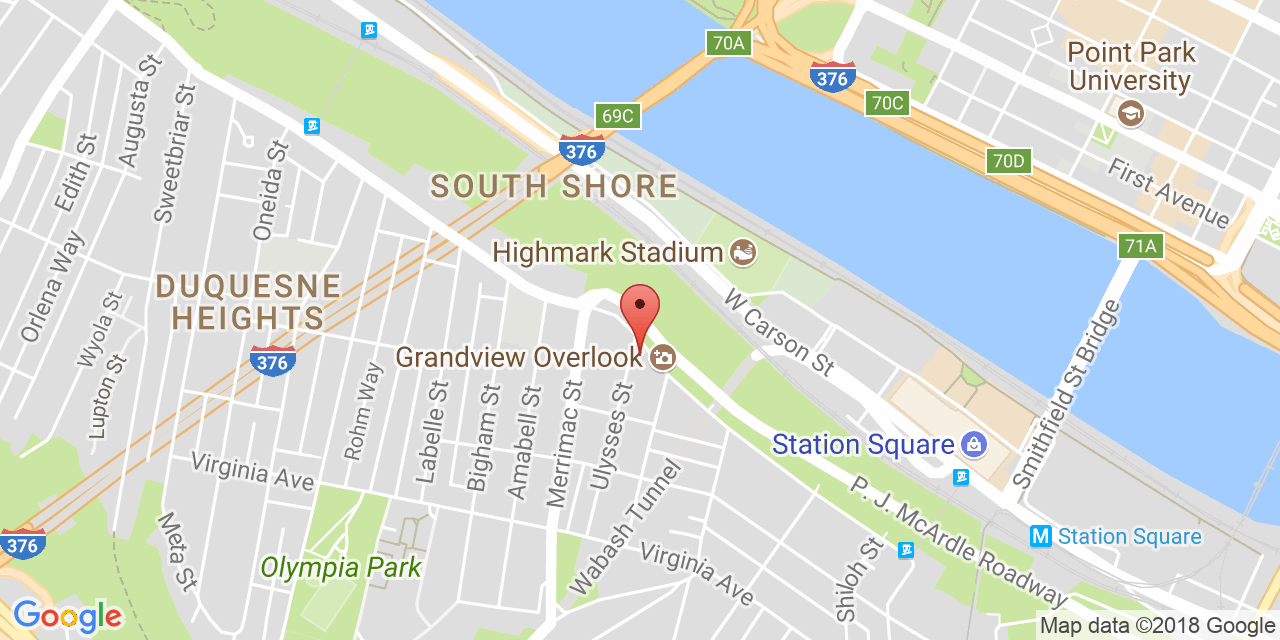 70A
376
70C
Point Park
University
69C
376
70D
First Avenue
SOUTH SHORE
71A
Augusta St
Sweetbriar St
Edith St
Oneida St
Orlena Way
Highmark Stadium
DUQUESNE
HEIGHTS
W Carson St
Wyola St
376
Grandview Overlook
Smithfield St Bridge
Lupton St
Rohm Way
Labelle St
Bigham St
Amabell St
Merrimac St
Ulysses St
Station Square
Virginia Ave
Wabash Tunnel
P. J. McArdle Roadway
376
Meta St
Olympia Park
Virginia Ave
Shiloh St
M Station Square
Google
Map data ©2018 Google